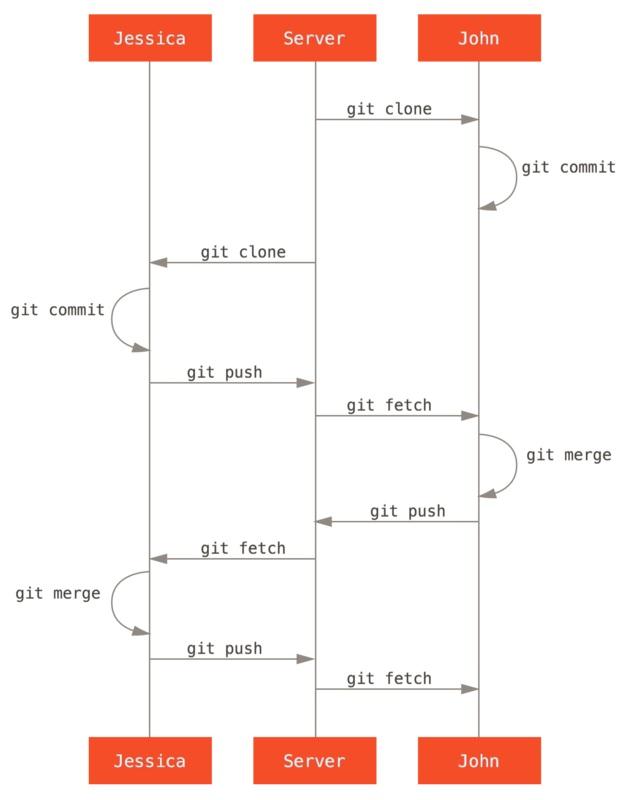 Jessica
Server
John
git clone
git commit
git clone
git commit
git push
git fetch
git merge
git push
git fetch
git merge
git push
git fetch
Jessica
Server
John